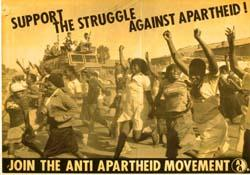 SUPPORT THE STRUGGLE AGAINST APARTHEID!
JOIN THE ANTI APARTHEID MOVEMENT